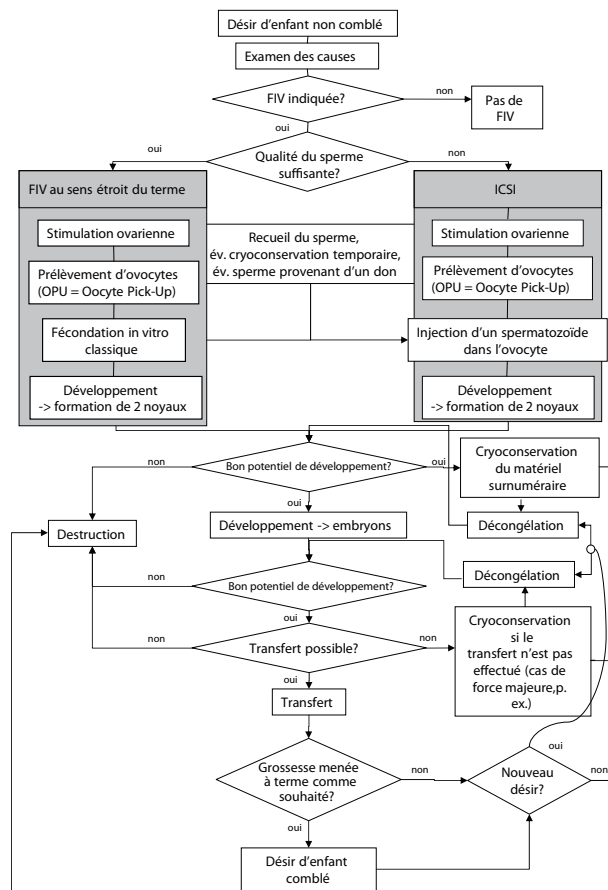 Désir d'enfant non comblé
Examen des causes
FIV indiquée?
non
Pas de
FIV
oui
oui
Qualité du sperme
suffisante?
non
FIV au sens étroit du terme
ICSI
Stimulation ovarienne
Recueil du sperme,
év. cryoconservation temporaire,
év. sperme provenant d'un don
Stimulation ovarienne
Prélèvement d'ovocytes
(OPU = Oocyte Pick-Up)
Prélèvement d'ovocytes
(OPU = Oocyte Pick-Up)
Fécondation in vitro
classique
Injection d'un spermatozoïde
dans l'ovocyte
Développement
-> formation de 2 noyaux
Développement
-> formation de 2 noyaux
non
Bon potentiel de développement?
oui
Cryoconservation
du matériel
surnuméraire
oui
Destruction
Développement -> embryons
Décongélation
Décongélation
non
Bon potentiel de développement?
oui
non
Transfert possible?
non
Cryoconservation
si le
transfert n'est pas
effectué (cas de
force majeure,p.
ex.)
oui
Transfert
Grossesse menée
à terme comme
souhaité?
non
Nouveau
désir?
oui
non
oui
Désir d'enfant
comblé